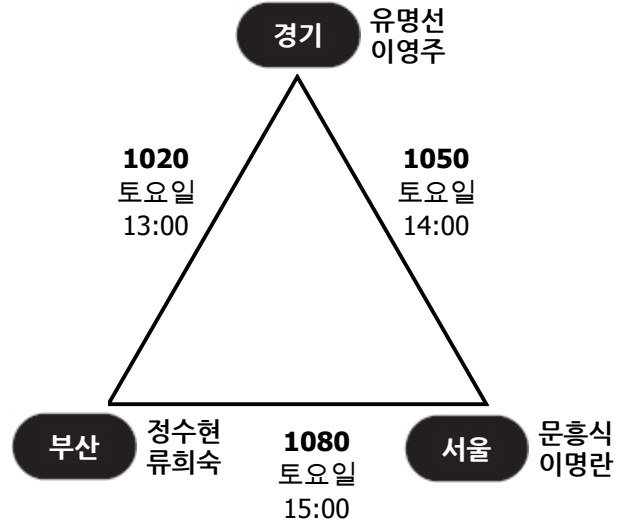 경기
유명선
이영주
1020
토요일
13:00
1050
토요일
14:00
부산
정수현
류희숙
1080
토요일
15:00
서울
문흥식
이명란